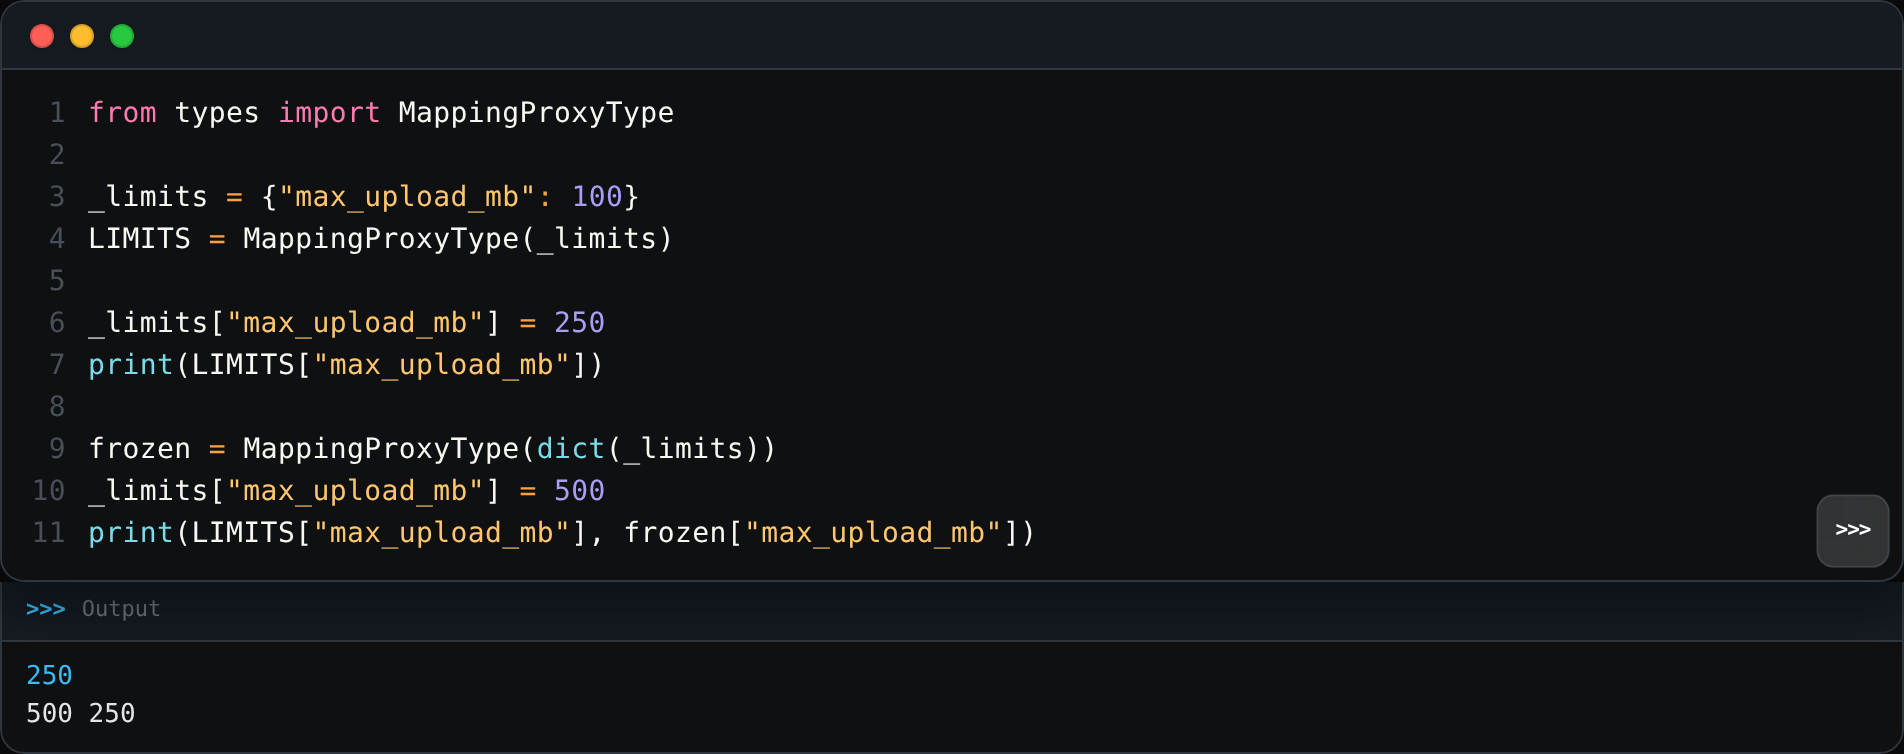 1 from types import MappingProxyType
2
3 _limits = {"max_upload_mb": 100}
4 LIMITS = MappingProxyType(_limits)
5
6 _limits["max_upload_mb"] = 250
7 print(LIMITS["max_upload_mb"])
8
9 frozen = MappingProxyType(dict(_limits))
10 _limits["max_upload_mb"] = 500
11 print(LIMITS["max_upload_mb"], frozen["max_upload_mb"])
>>>
>>> Output
250
500 250